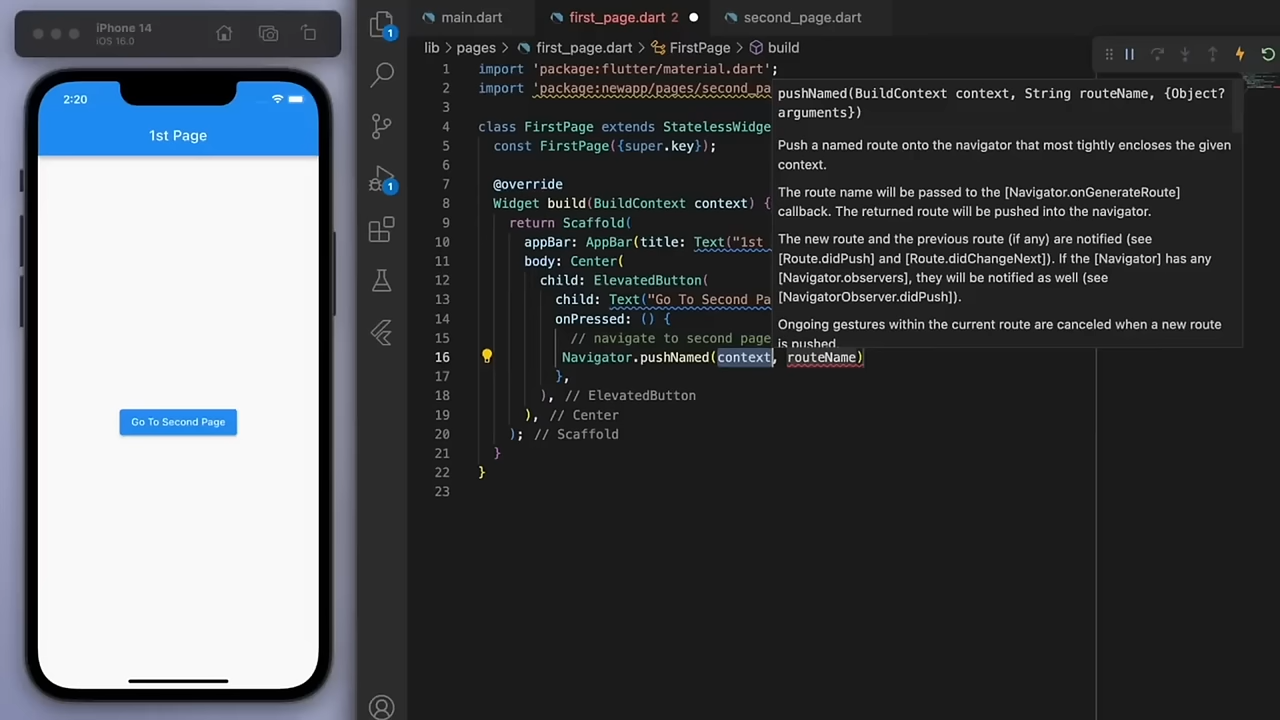 iPhone 14
iOS 16.0
2:20
1st Page
Go To Second Page
1
1
main.dart
first_page.dart 2
second_page.dart
lib > pages > first_page.dart > FirstPage > build
1 import 'package:flutter/material.dart';
2 import 'package:newapp/pages/second_pa
3
4 class FirstPage extends StatelessWidge
5 const FirstPage({super.key});
6
7 @override
8 Widget build(BuildContext context) {
9 return Scaffold(
10 appBar: AppBar(title: Text("1st
11 body: Center(
12 child: ElevatedButton(
13 child: Text("Go To Second Pa
14 onPressed: () {
15 // navigate to second page
16 Navigator.pushNamed(context, routeName)
17 },
18 ), // ElevatedButton
19 ), // Center
20 ); // Scaffold
21 }
22 }
23
pushNamed(BuildContext context, String routeName, {Object?
arguments})
Push a named route onto the navigator that most tightly encloses the given
context.
The route name will be passed to the [Navigator.onGenerateRoute]
callback. The returned route will be pushed into the navigator.
The new route and the previous route (if any) are notified (see
[Route.didPush] and [Route.didChangeNext]). If the [Navigator] has any
[Navigator.observers], they will be notified as well (see
[NavigatorObserver.didPush]).
Ongoing gestures within the current route are canceled when a new route
is pushed.